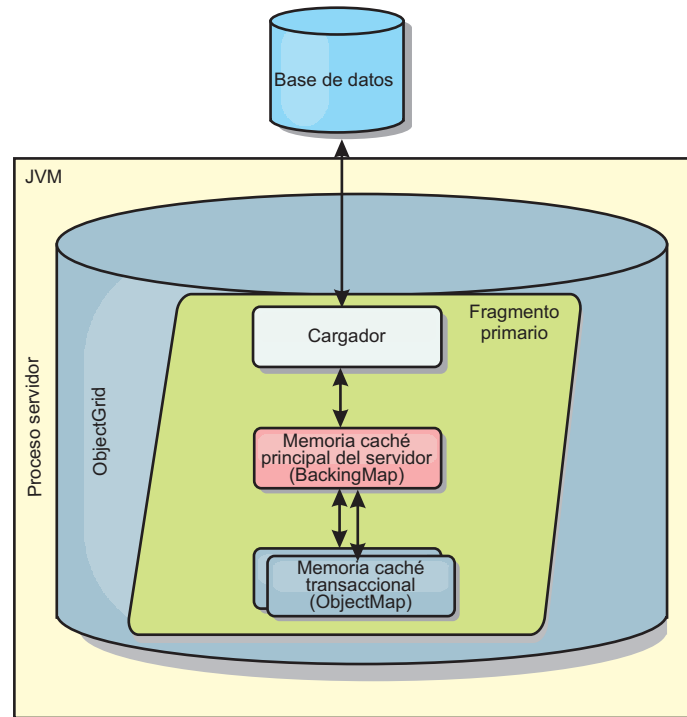 Base de datos
JVM
Proceso servidor
ObjectGrid
Fragmento
primario
Cargador
Memoria caché
principal del servidor
(BackingMap)
Memoria caché
transaccional
(ObjectMap)